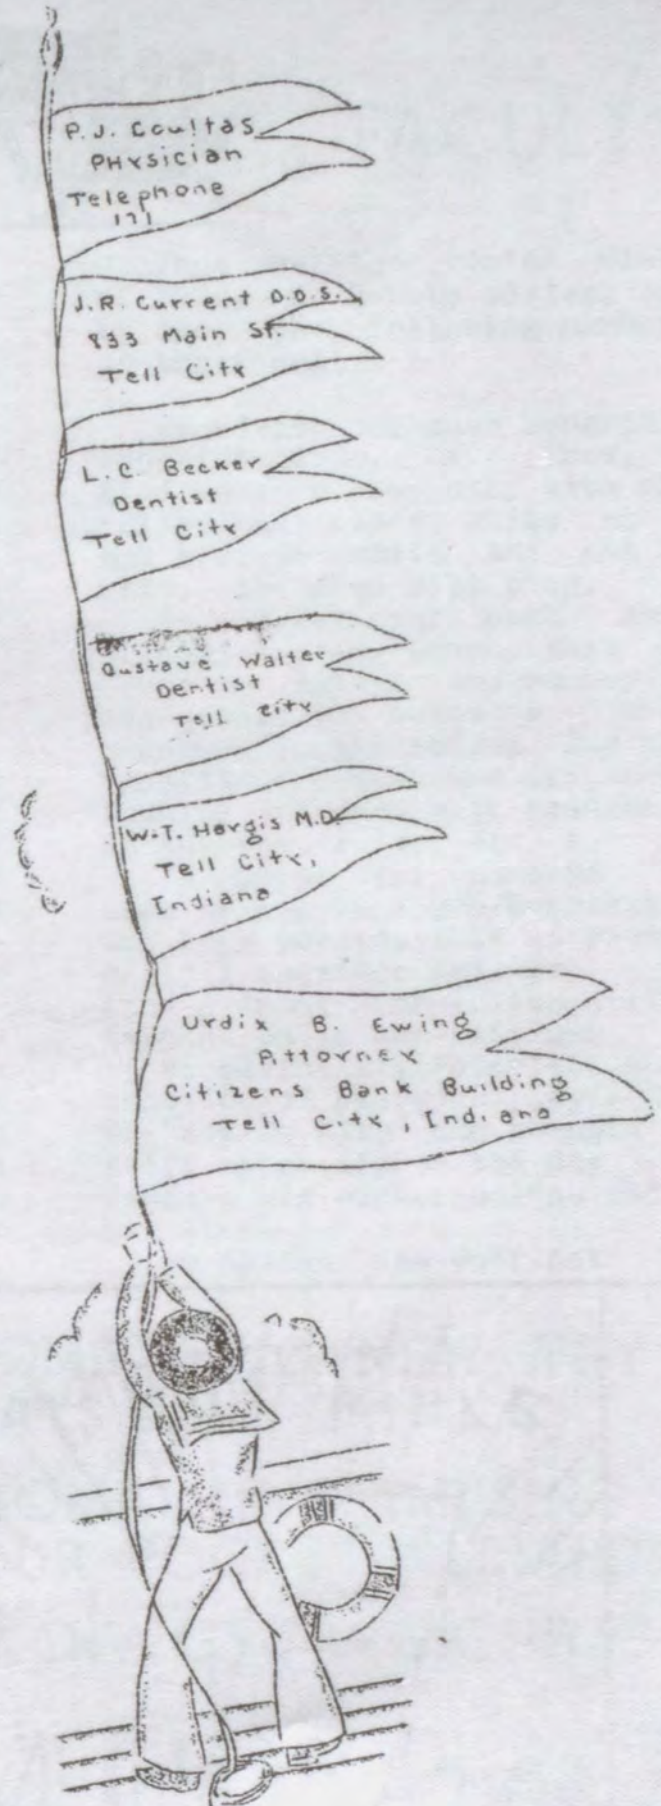 P.J. Coultas
PHYSICIAN
Telephone
171
J.R. Current D.D.S.
833 Main St.
Tell City
L.C. Becker
Dentist
Tell City
Gustave Walter
Dentist
Tell City
W.T. Hargis M.D.
Tell City,
Indiana
Urdix B. Ewing
Attorney
Citizens Bank Building
Tell City, Indiana